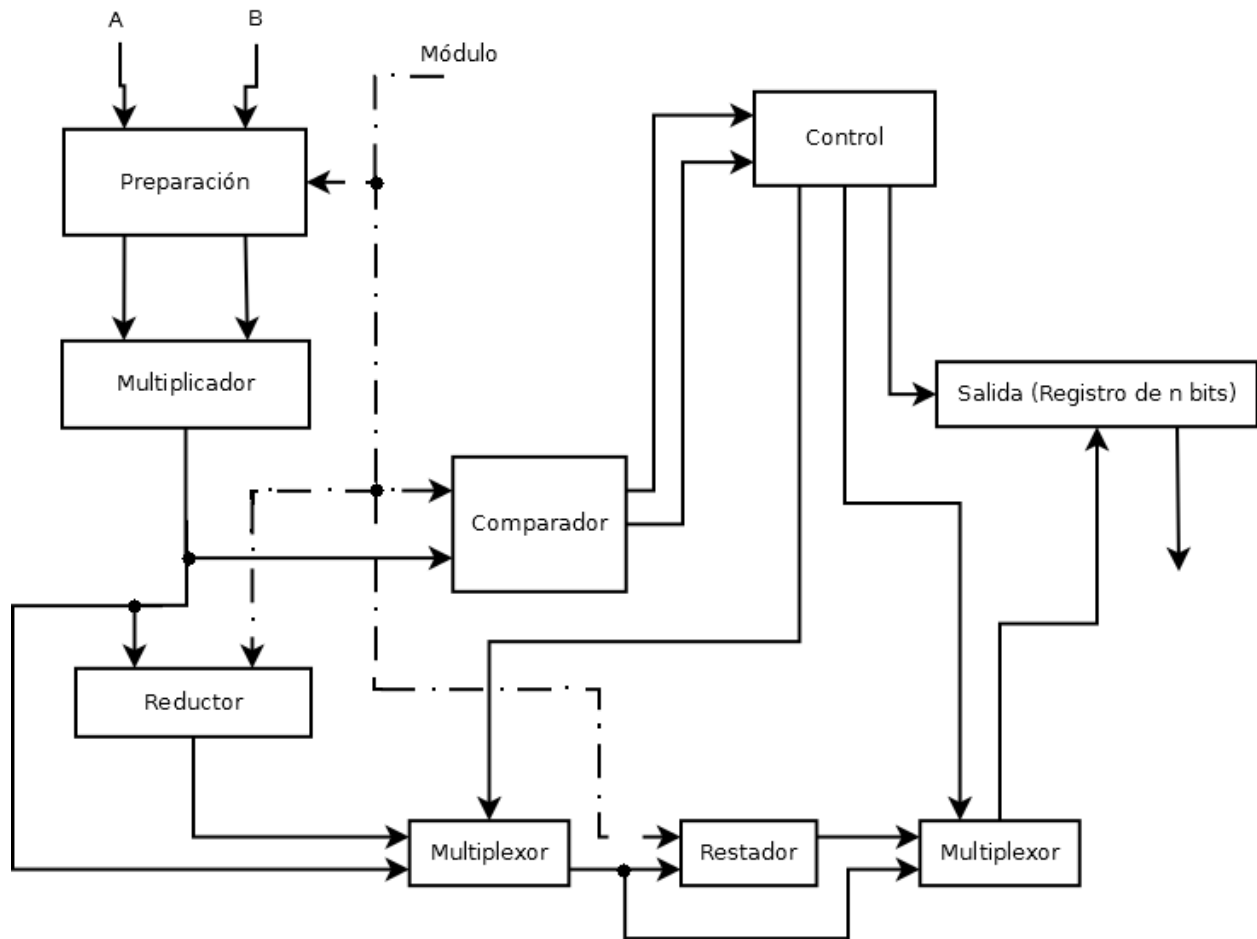 A
B
Módulo
Control
Preparación
Multiplicador
Salida (Registro de n bits)
Comparador
Reductor
Multiplexor
Restador
Multiplexor